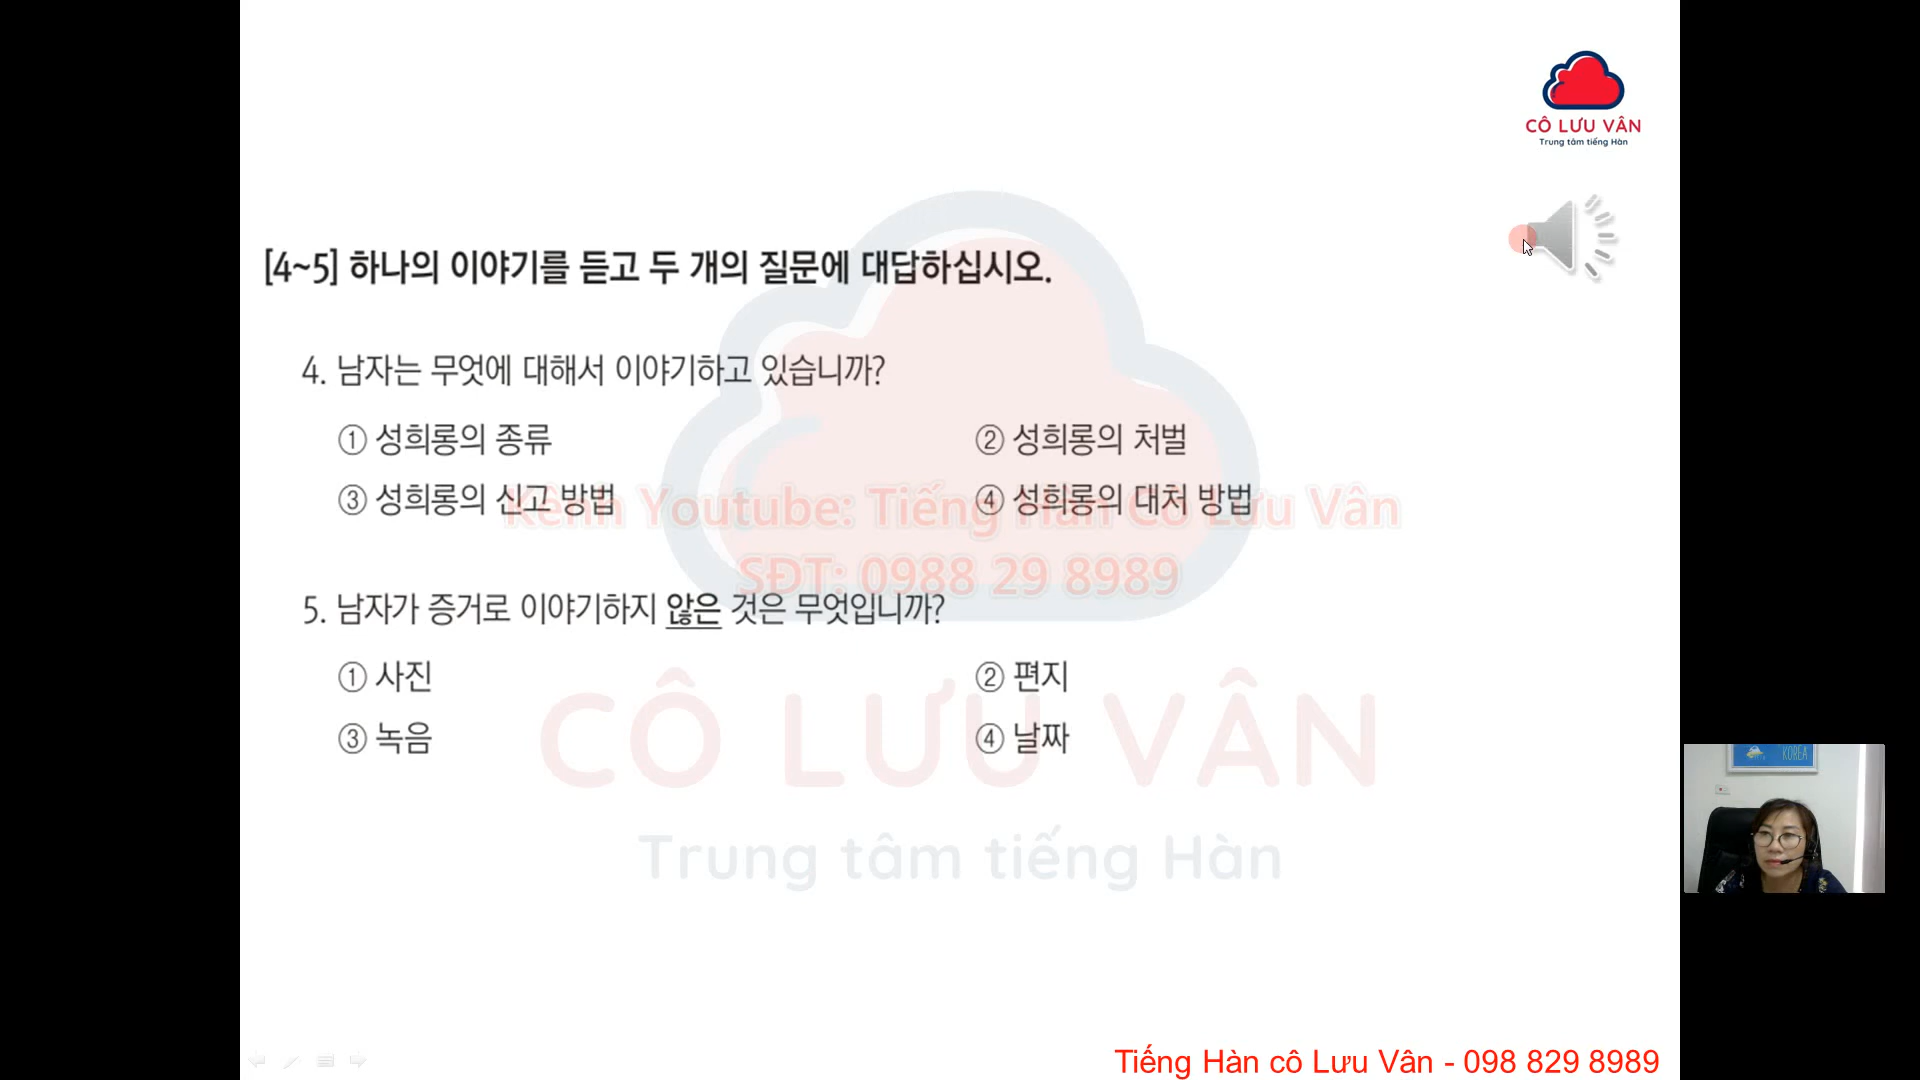 CÔ LƯU VÂN
Trung tâm tiếng Hàn
[4~5] 하나의 이야기를 듣고 두 개의 질문에 대답하십시오.
4. 남자는 무엇에 대해서 이야기하고 있습니까?
① 성희롱의 종류
② 성희롱의 처벌
③ 성희롱의 신고 방법
④ 성희롱의 대처 방법
Kênh Youtube: Tiếng Hàn Cô Lưu Vân
SĐT: 0988 29 8989
5. 남자가 증거로 이야기하지 않은 것은 무엇입니까?
① 사진
② 편지
③ 녹음
④ 날짜
CÔ LƯU VÂN
Trung tâm tiếng Hàn
KOREA
Tiếng Hàn cô Lưu Vân - 098 829 8989